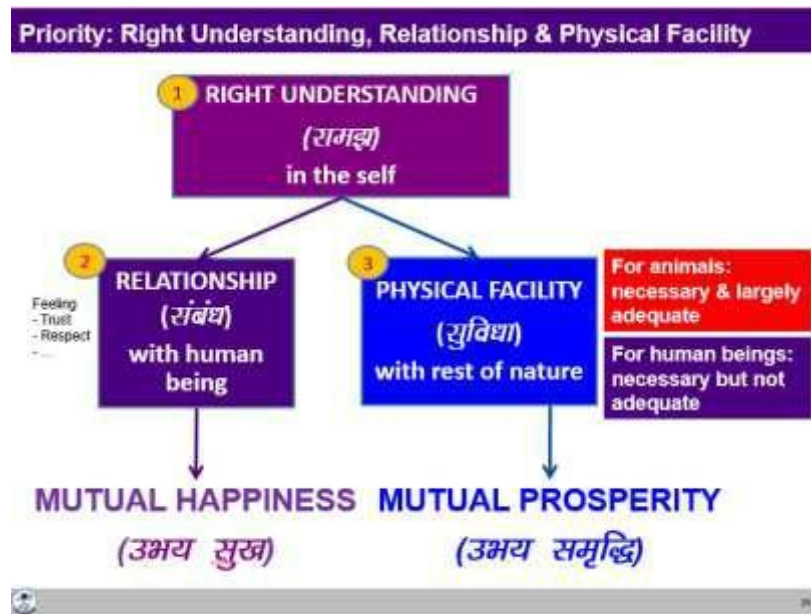 Priority: Right Understanding, Relationship & Physical Facility
1
RIGHT UNDERSTANDING
(रामझ)
in the self
2
RELATIONSHIP
(संबंध)
with human
being
Feeling
- Trust
- Respect
- ...
3
PHYSICAL FACILITY
(सुविधा)
with rest of nature
For animals:
necessary & largely
adequate
For human beings:
necessary but not
adequate
MUTUAL HAPPINESS
(उभय सुख)
MUTUAL PROSPERITY
(उभय समृद्धि)